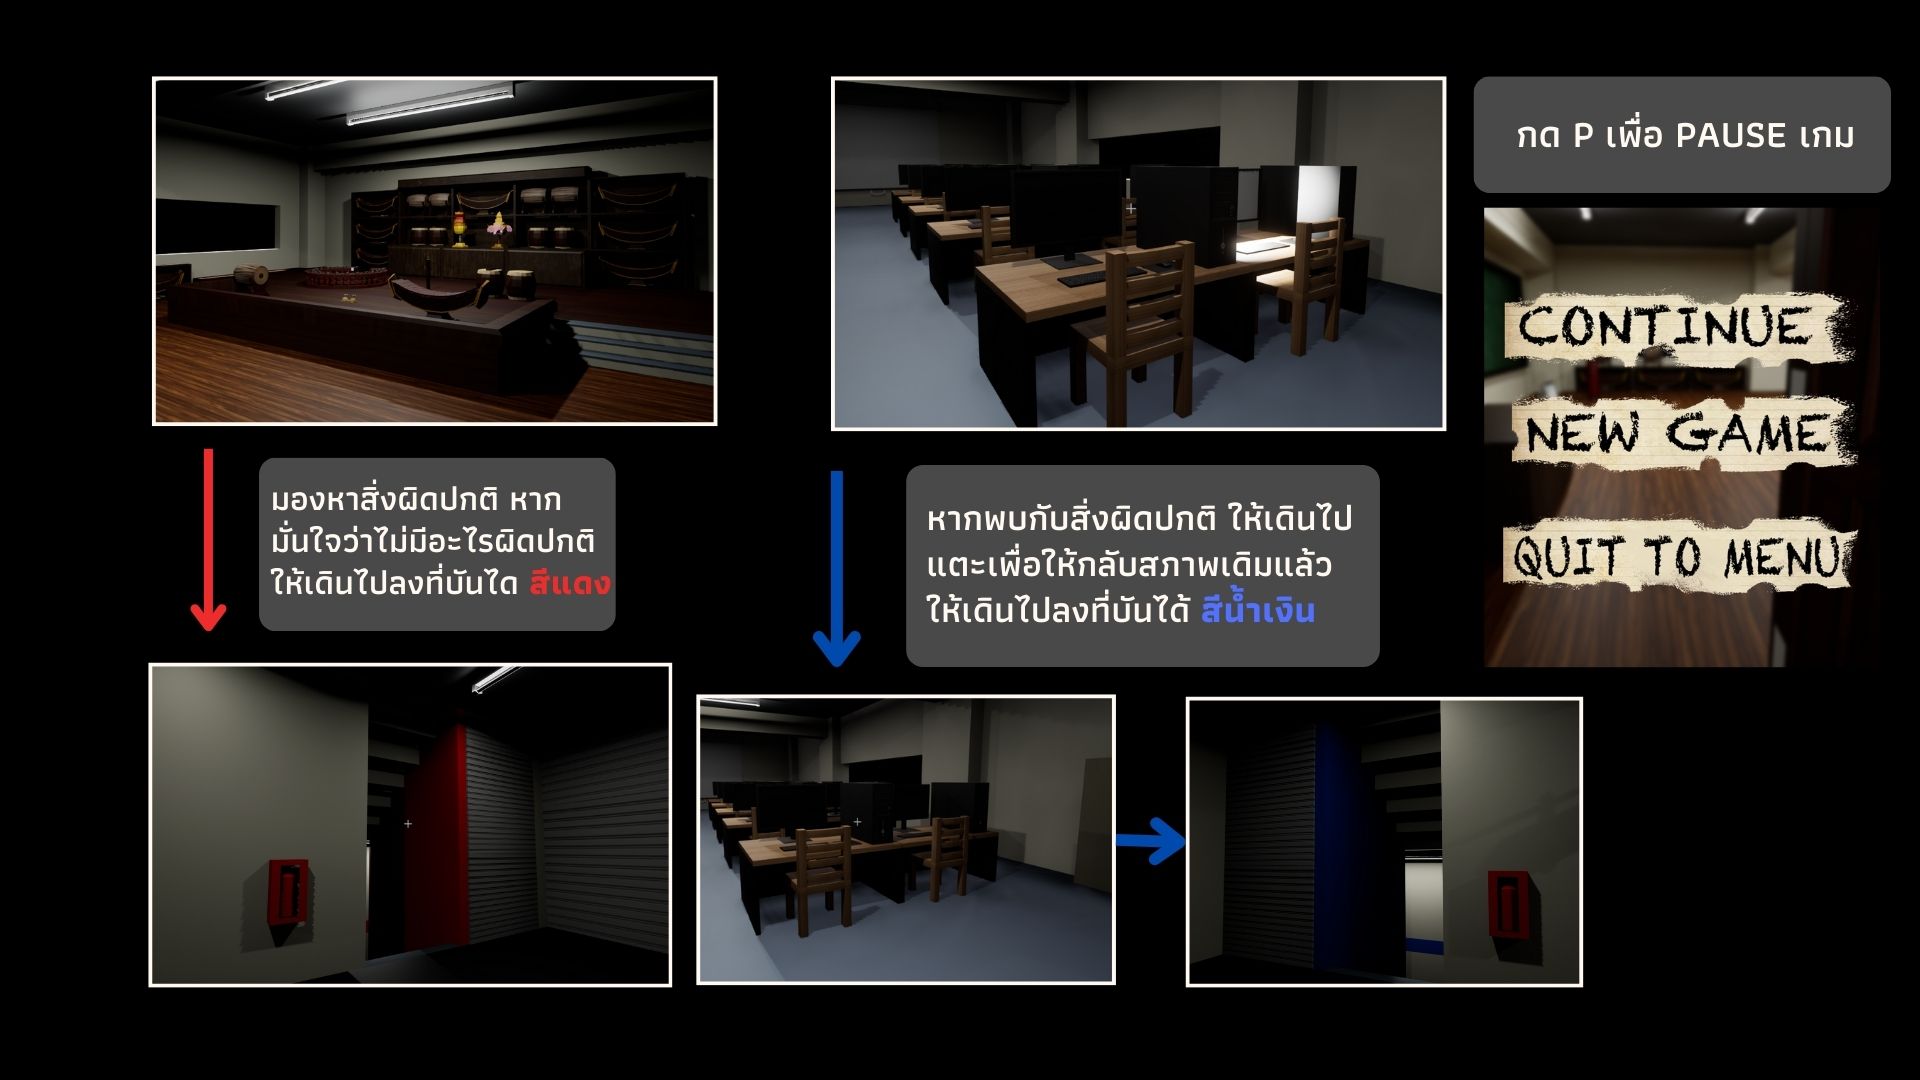 มองหาสิ่งผิดปกติ หาก
มั่นใจว่าไม่มีอะไรผิดปกติ
ให้เดินไปลงที่บันได สีแดง
หากพบกับสิ่งผิดปกติ ให้เดินไป
แตะเพื่อให้กลับสภาพเดิมแล้ว
ให้เดินไปลงที่บันได้ สีน้ำเงิน
กด P เพื่อ PAUSE เกม
CONTINUE
NEW GAME
QUIT TO MENU